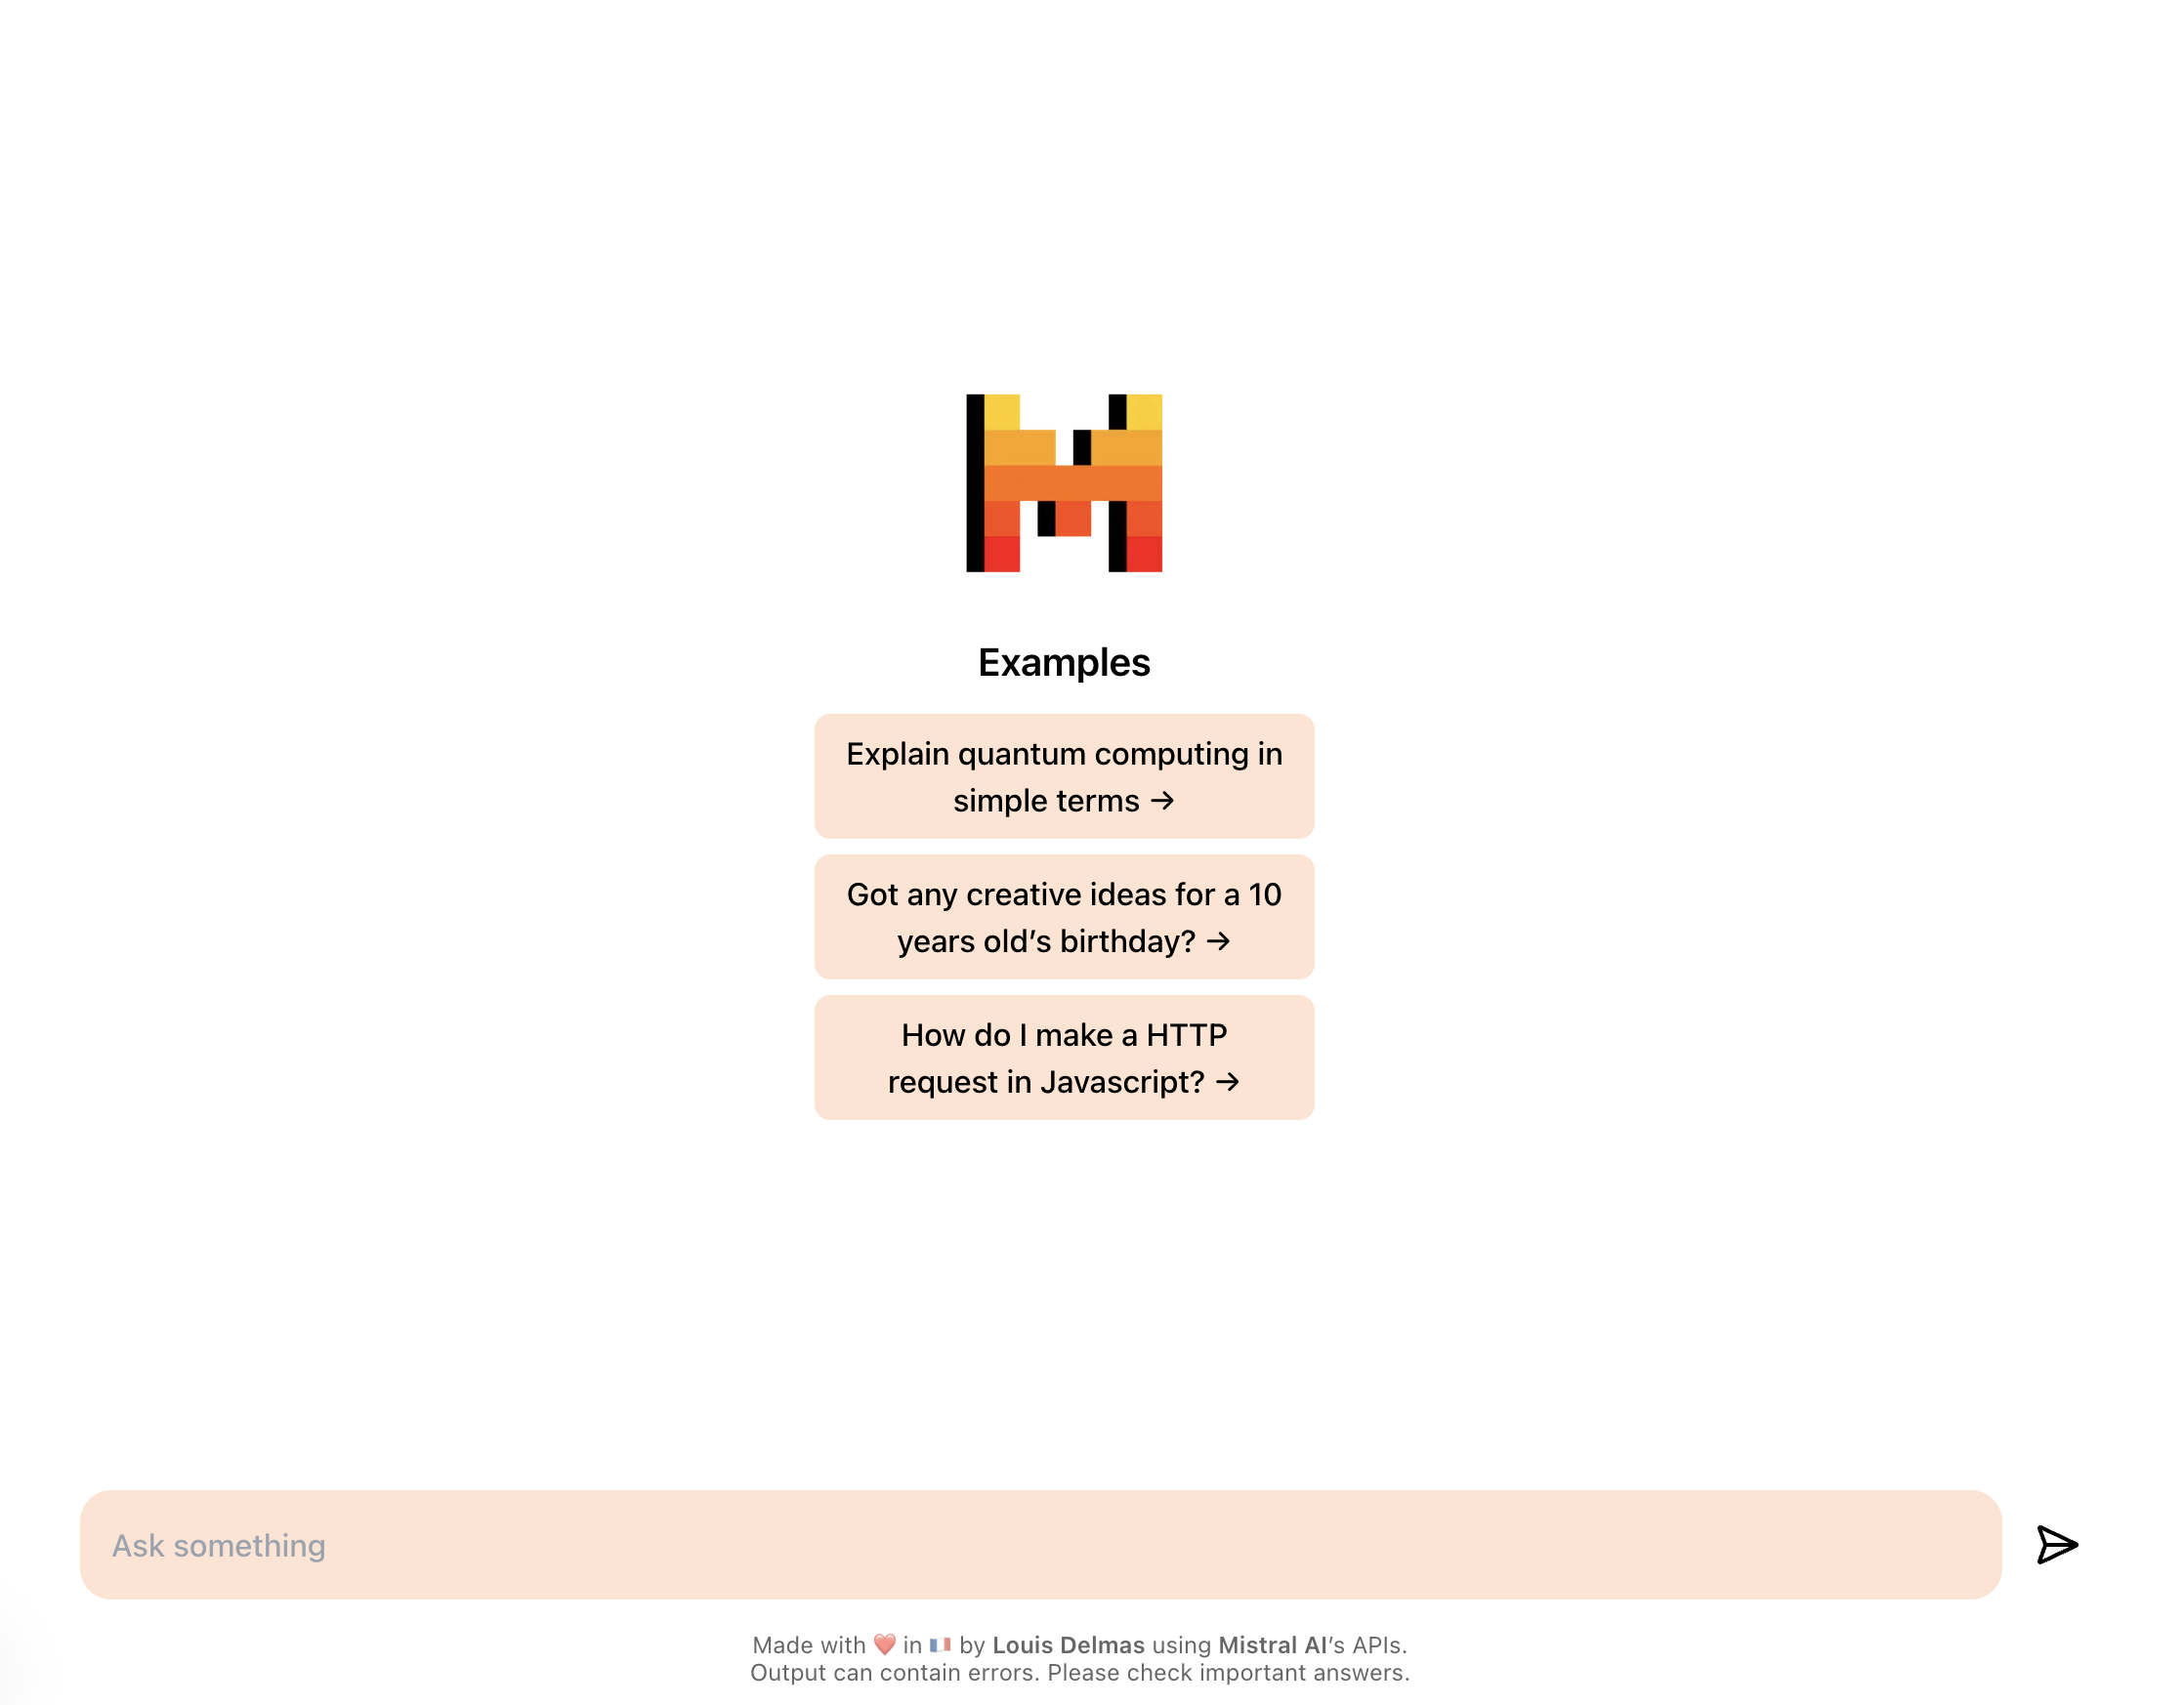 Examples
Explain quantum computing in
simple terms →
Got any creative ideas for a 10
years old’s birthday? →
How do I make a HTTP
request in Javascript? →
Ask something
Made with ❤️ in 🇫🇷 by Louis Delmas using Mistral AI’s APIs.
Output can contain errors. Please check important answers.